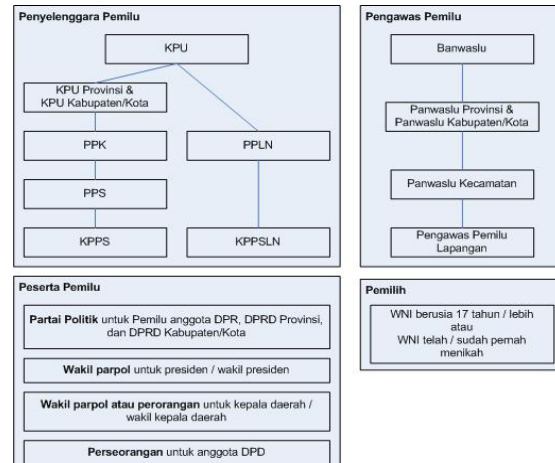 Penyelenggara Pemilu
KPU
KPU Provinsi &
KPU Kabupaten/Kota
PPK
PPLN
PPS
KPPS
KPPSLN
Pengawas Pemilu
Banwaslu
Panwaslu Provinsi &
Panwaslu Kabupaten/Kota
Panwaslu Kecamatan
Pengawas Pemilu
Lapangan
Peserta Pemilu
Partai Politik untuk Pemilu anggota DPR, DPRD Provinsi,
dan DPRD Kabupaten/Kota
Wakil parpol untuk presiden / wakil presiden
Wakil parpol atau perorangan untuk kepala daerah /
wakil kepala daerah
Perseorangan untuk anggota DPD
Pemilih
WNI berusia 17 tahun / lebih
atau
WNI telah / sudah pernah
menikah